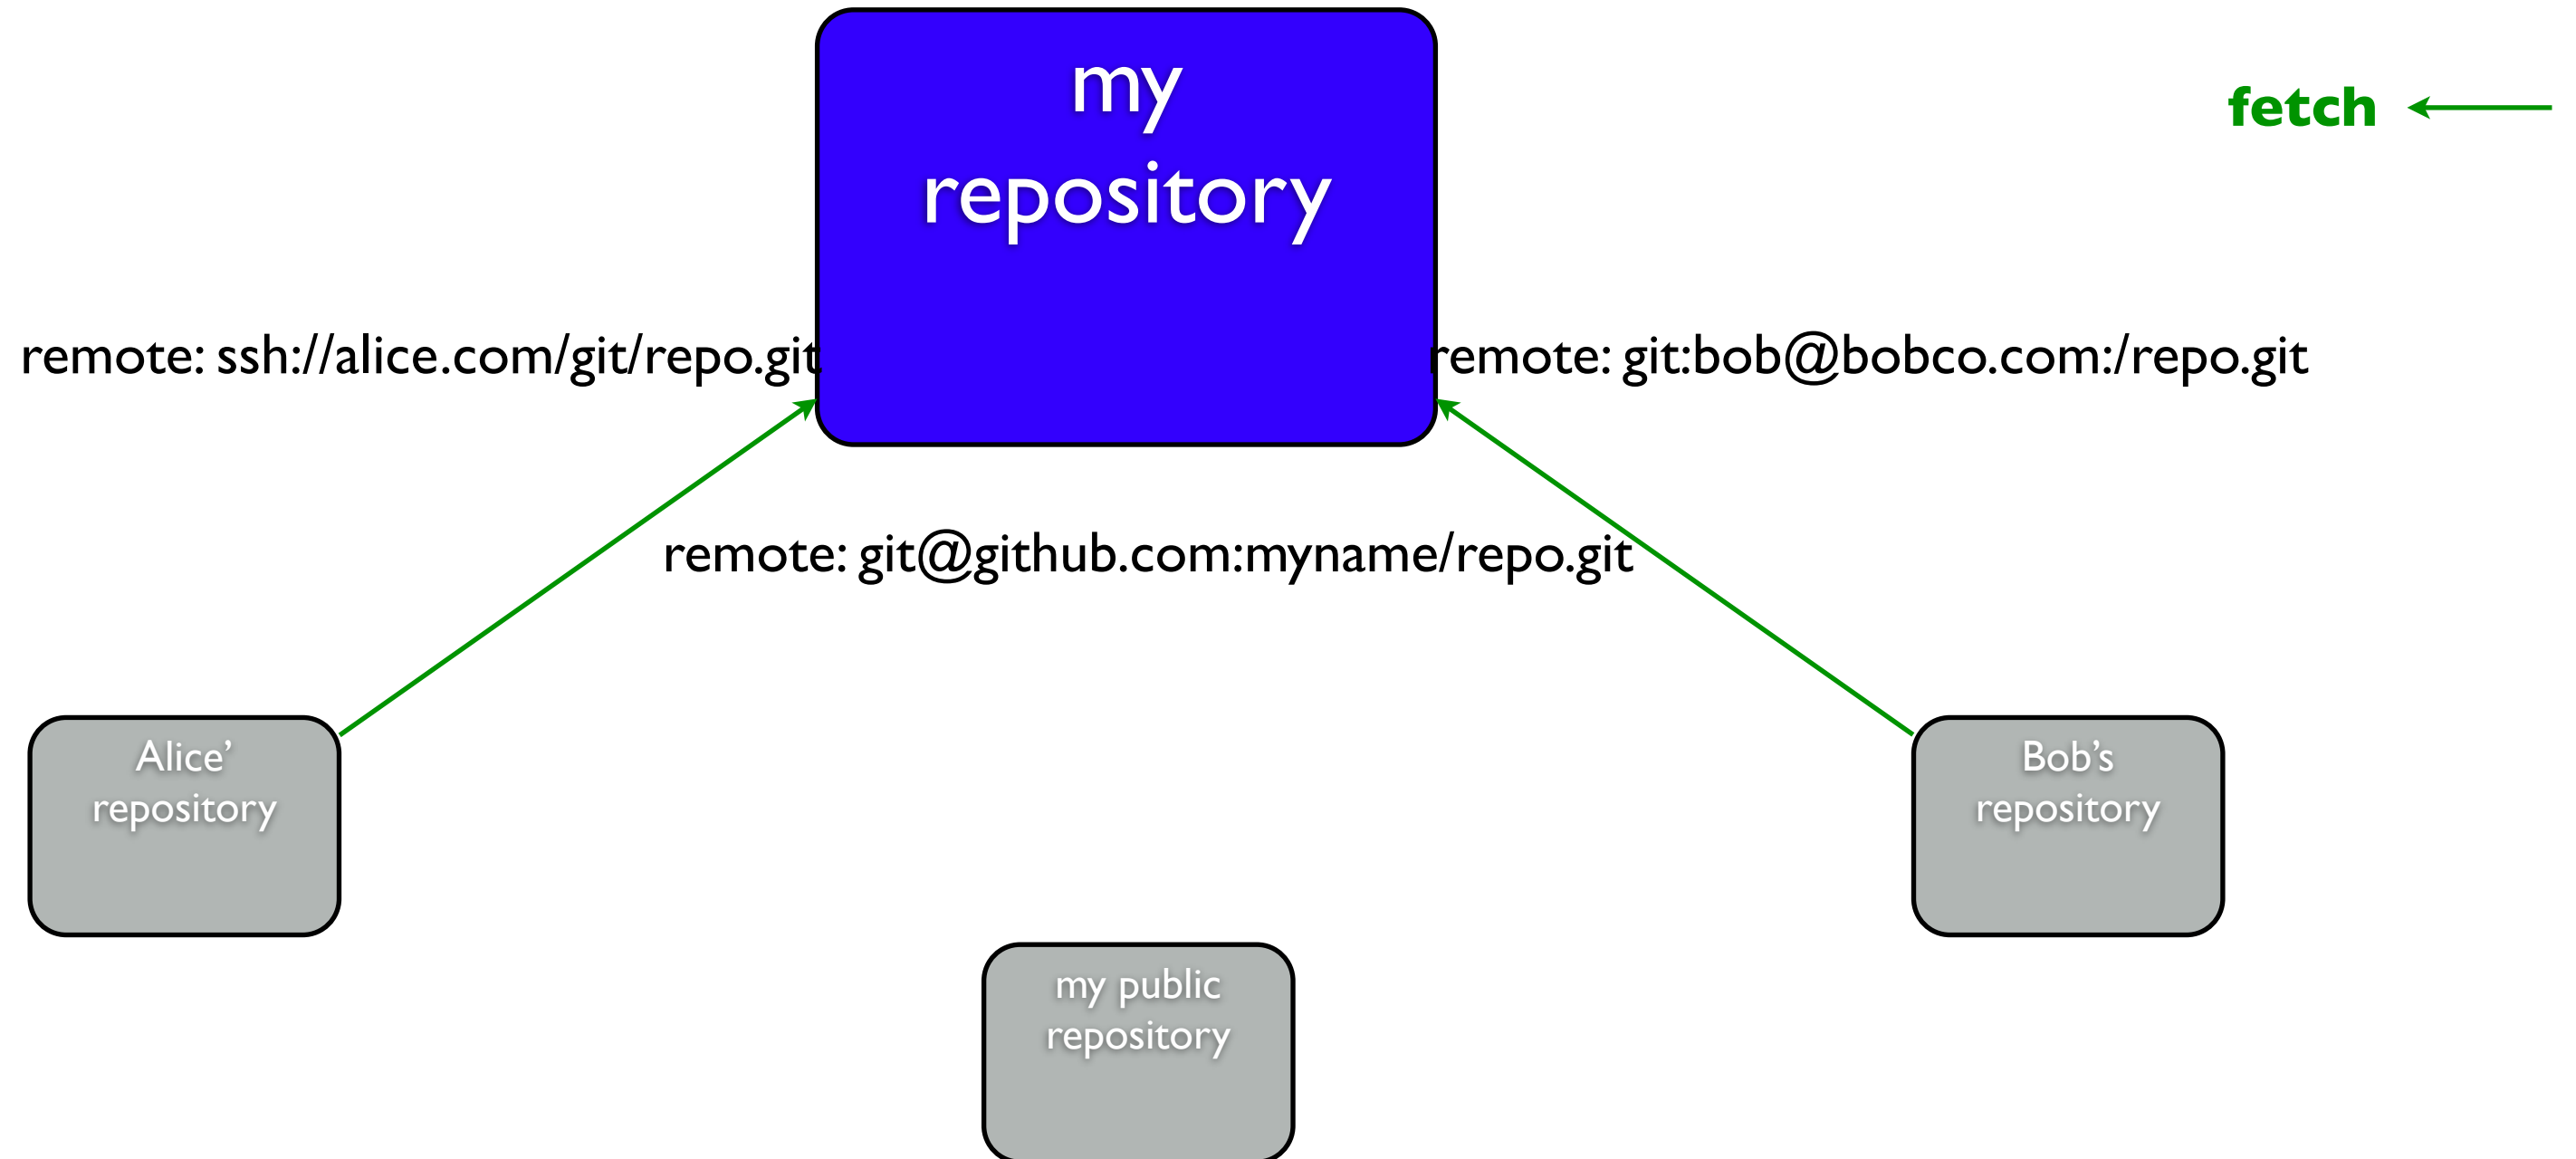 my
repository
fetch
remote: ssh://alice.com/git/repo.git
remote: git:bob@bobco.com:/repo.git
remote: git@github.com:myname/repo.git
Alice’
repository
Bob’s
repository
my public
repository